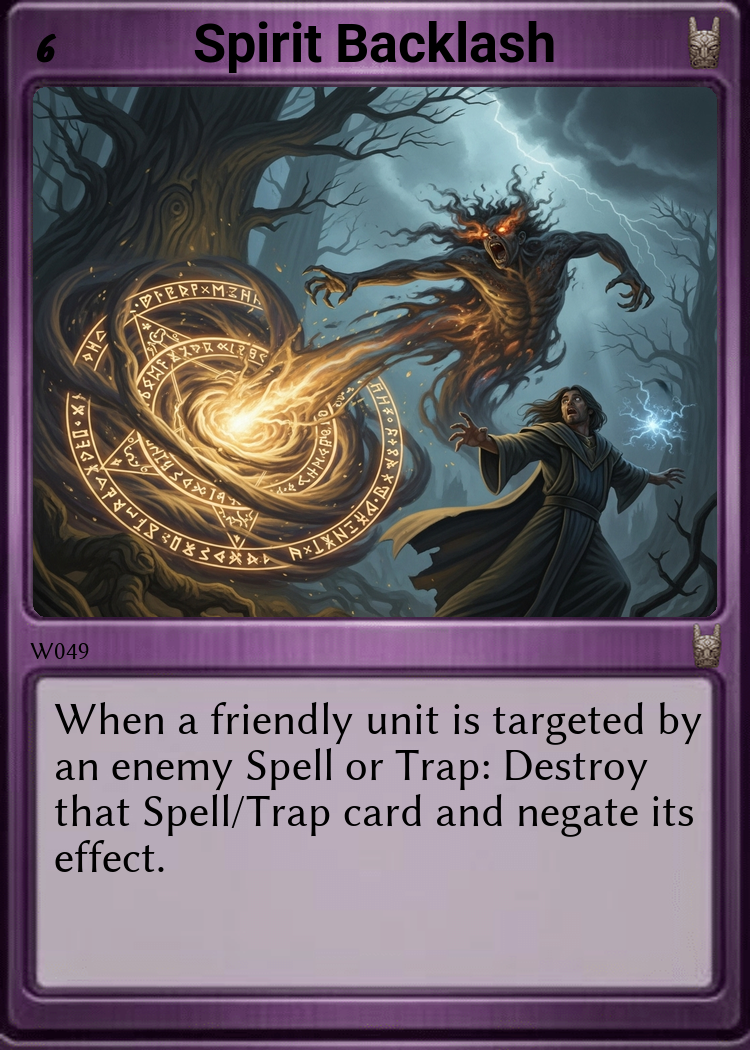 6
Spirit Backlash
W049
When a friendly unit is targeted by
an enemy Spell or Trap: Destroy
that Spell/Trap card and negate its
effect.